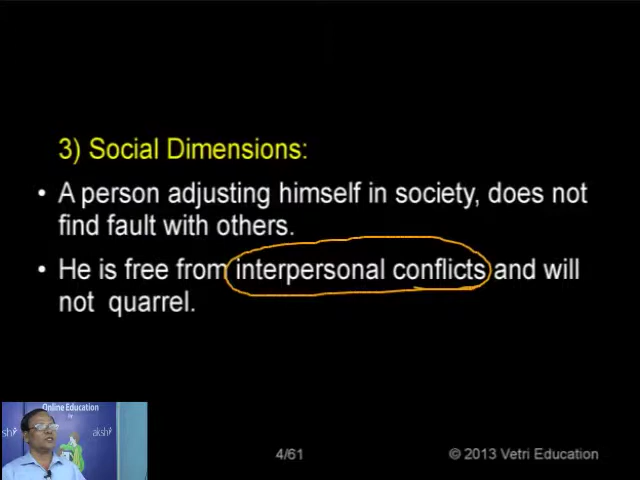 3) Social Dimensions:
• A person adjusting himself in society, does not
find fault with others.
• He is free from interpersonal conflicts and will
not quarrel.
Online Education
by
aksh
4/61
© 2013 Vetri Education